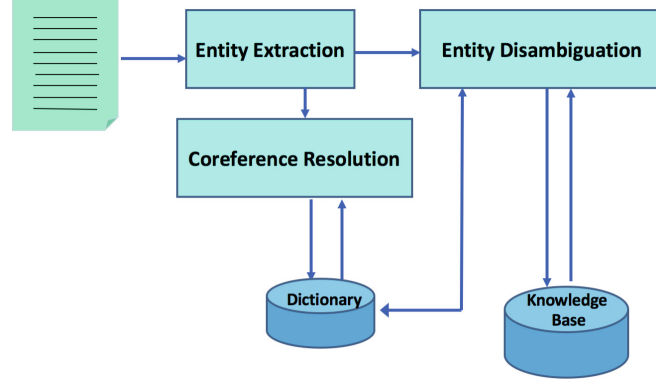 Entity Extraction
Entity Disambiguation
Coreference Resolution
Dictionary
Knowledge
Base